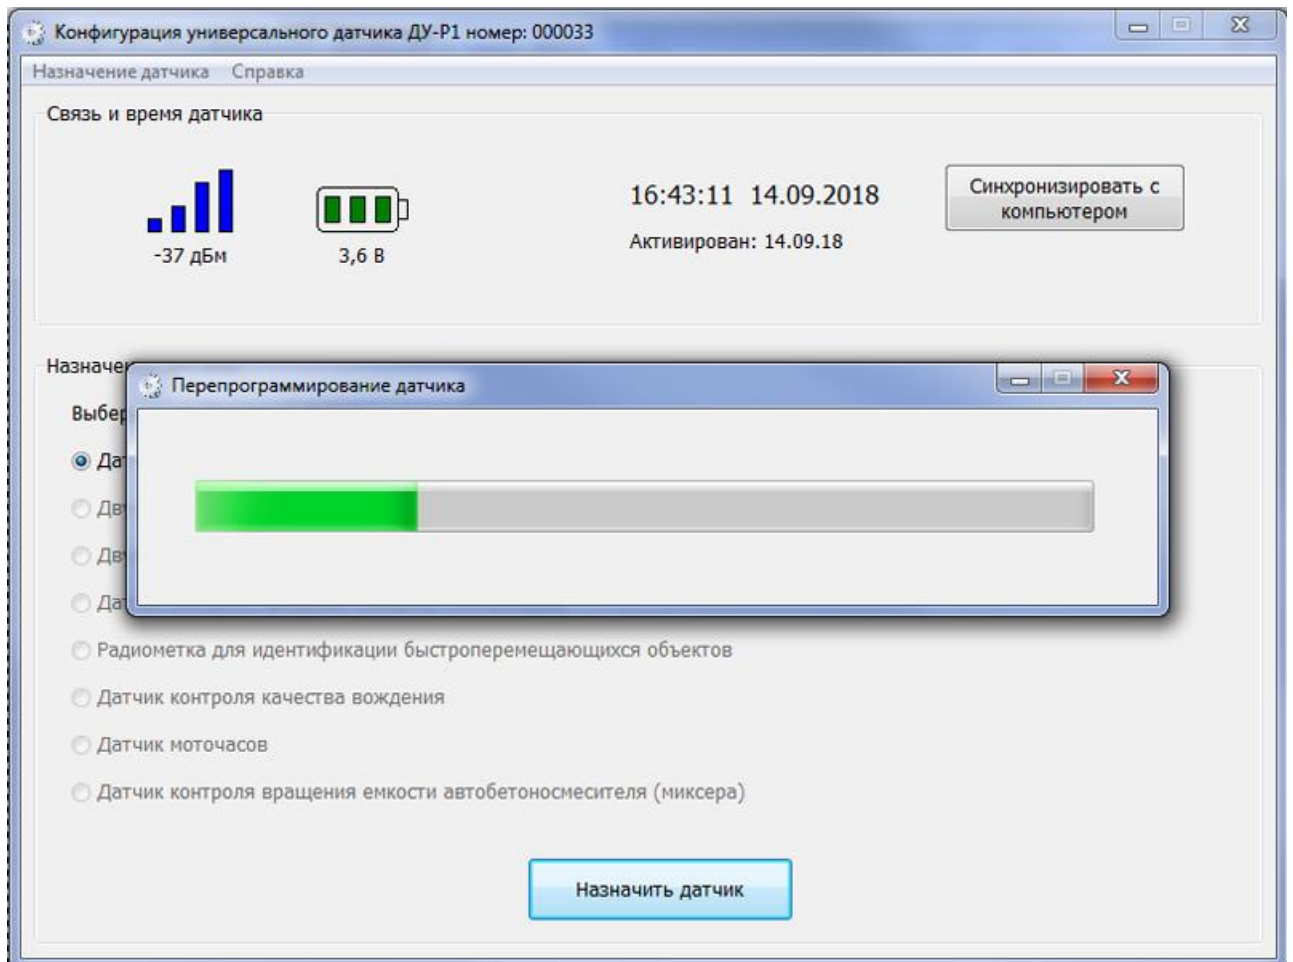 Конфигурация универсального датчика ДУ-Р1 номер: 000033
Назначение датчика Справка
Связь и время датчика
16:43:11 14.09.2018
Синхронизировать с
компьютером
-37 дБм
3,6 В
Активирован: 14.09.18
Перепрограммирование датчика
Радиометка для идентификации быстроперемещающихся объектов
Датчик контроля качества вождения
Датчик моточасов
Датчик контроля вращения емкости автобетоносмесителя (миксера)
Назначить датчик